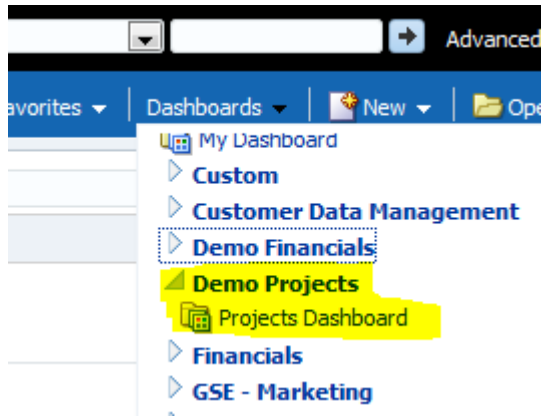 Advanced
avorites Dashboards New Ope
My Dashboard
Custom
Customer Data Management
Demo Financials
Demo Projects
Projects Dashboard
Financials
GSE - Marketing